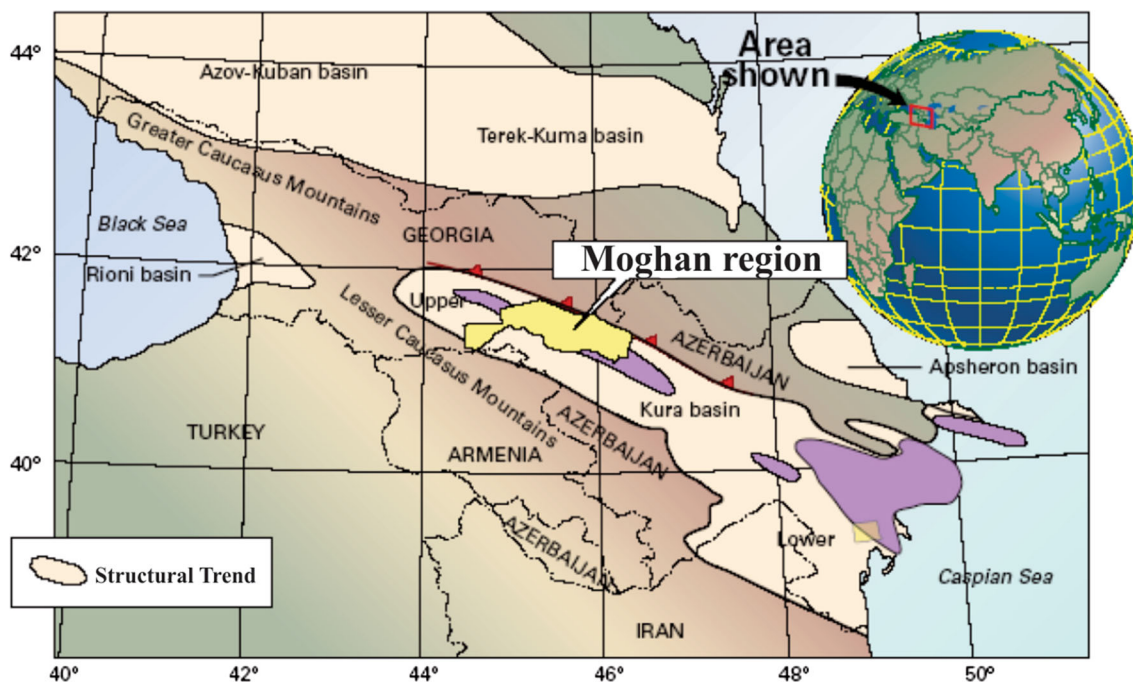 Area
shown
44°
Azov-Kuban basin
Terek-Kuma basin
Greater Caucasus Mountains
Black Sea
GEORGIA
42°
Rioni basin
Moghan region
Upper
Lesser Caucasus Mountains
AZERBAIJAN
Apsheron basin
Kura basin
TURKEY
AZERBAIJAN
ARMENIA
40°
AZERBAIJAN
Lower
Structural Trend
Caspian Sea
IRAN
40° 42° 44° 46° 48° 50°